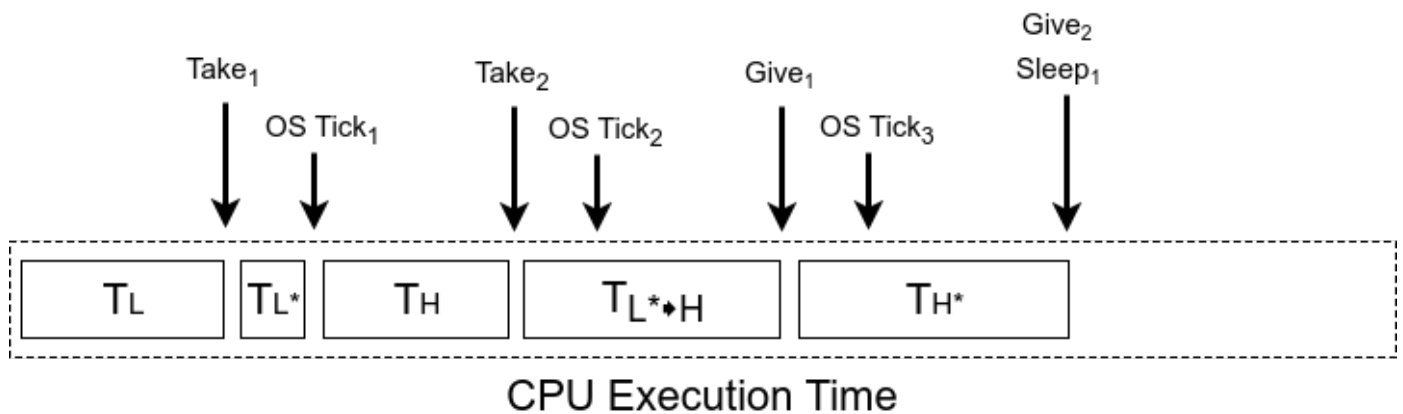 Give₂
Take₁ Take₂ Give₁ Sleep₁
OS Tick₁ OS Tick₂ OS Tick₃
TL TL* TH TL*➧H TH*
CPU Execution Time